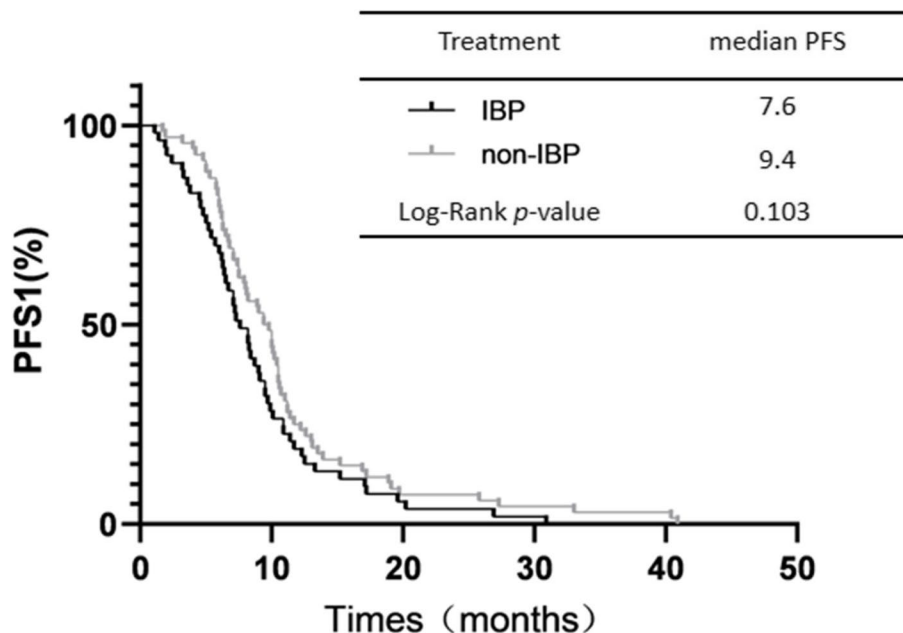 Treatment median PFS
IBP 7.6
non-IBP 9.4
Log-Rank p-value 0.103
PFS1(%)
100
50
0
0 10 20 30 40 50
Times（months）